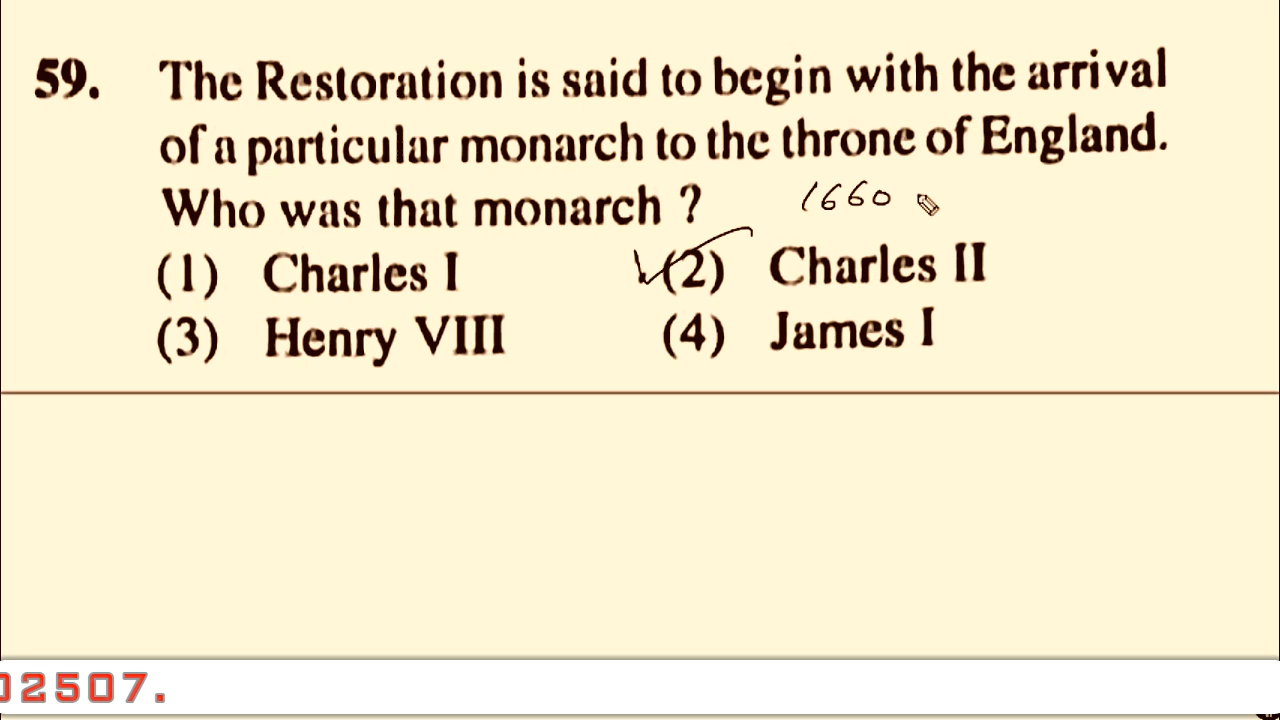 59. The Restoration is said to begin with the arrival
of a particular monarch to the throne of England.
Who was that monarch ? 1660
(1) Charles I (2) Charles II
(3) Henry VIII (4) James I
02507.